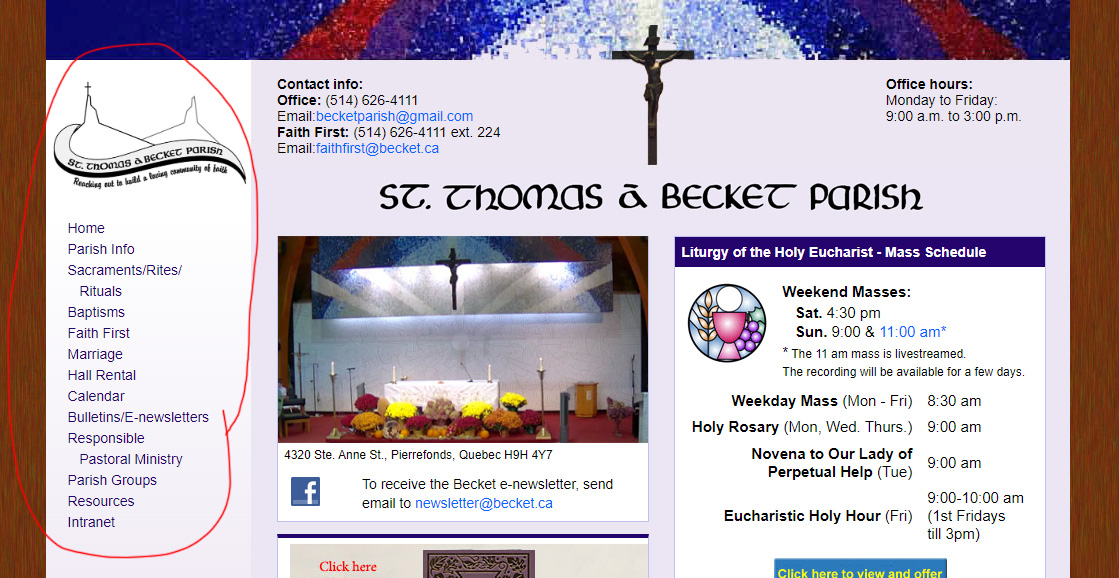 ST. THOMAS À BECKET PARISH
Reaching out to build a loving community of faith
Home
Parish Info
Sacraments/Rites/
Rituals
Baptisms
Faith First
Marriage
Hall Rental
Calendar
Bulletins/E-newsletters
Responsible
Pastoral Ministry
Parish Groups
Resources
Intranet
Contact info:
Office: (514) 626-4111
Email:becketparish@gmail.com
Faith First: (514) 626-4111 ext. 224
Email:faithfirst@becket.ca
Office hours:
Monday to Friday:
9:00 a.m. to 3:00 p.m.
ST. THOMAS À BECKET PARISH
4320 Ste. Anne St., Pierrefonds, Quebec H9H 4Y7
f
To receive the Becket e-newsletter, send
email to newsletter@becket.ca
Click here
Liturgy of the Holy Eucharist - Mass Schedule
Weekend Masses:
Sat. 4:30 pm
Sun. 9:00 & 11:00 am*
* The 11 am mass is livestreamed.
The recording will be available for a few days.
Weekday Mass (Mon - Fri) 8:30 am
Holy Rosary (Mon, Wed. Thurs.) 9:00 am
Novena to Our Lady of
Perpetual Help (Tue) 9:00 am
Eucharistic Holy Hour (Fri) 9:00-10:00 am
(1st Fridays
till 3pm)
Click here to view and offer